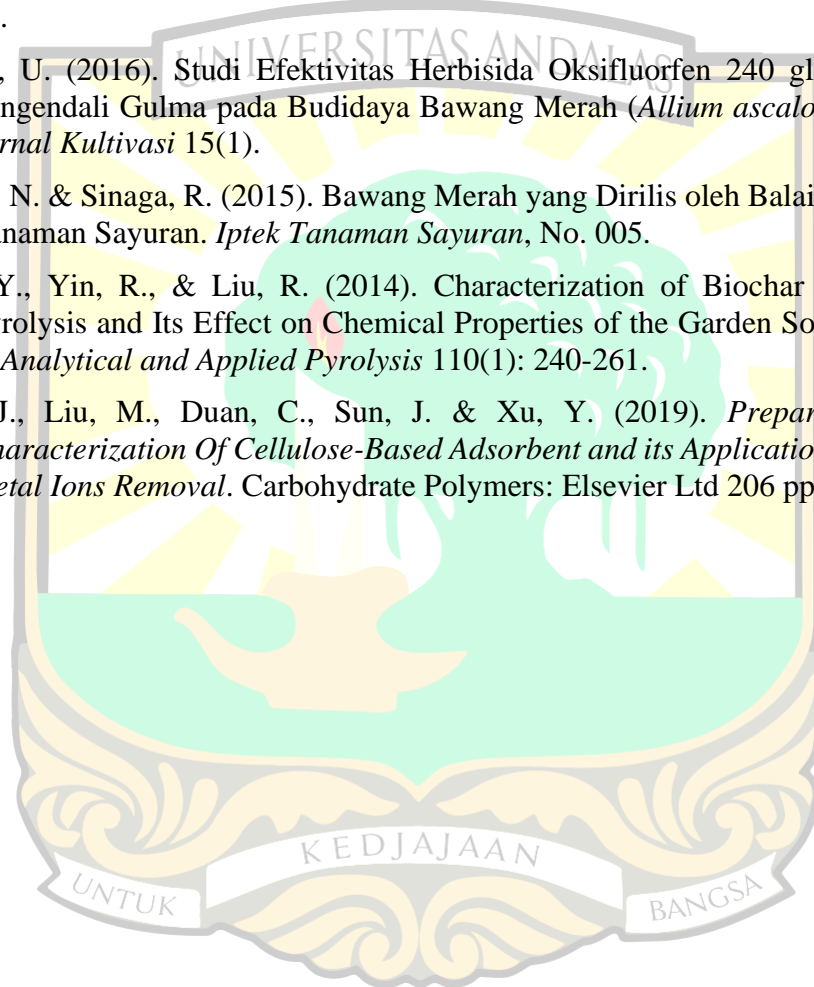 .
UNIVERSITAS ANDALAS
, U. (2016). Studi Efektivitas Herbisida Oksifluorfen 240 gl
ngendali Gulma pada Budidaya Bawang Merah (Allium ascalo
rnal Kultivasi 15(1).
N. & Sinaga, R. (2015). Bawang Merah yang Dirilis oleh Balai
anaman Sayuran. Iptek Tanaman Sayuran, No. 005.
Y., Yin, R., & Liu, R. (2014). Characterization of Biochar
yrolysis and Its Effect on Chemical Properties of the Garden So
Analytical and Applied Pyrolysis 110(1): 240-261.
J., Liu, M., Duan, C., Sun, J. & Xu, Y. (2019). Prepar
haracterization Of Cellulose-Based Adsorbent and its Applicatio
etal Ions Removal. Carbohydrate Polymers: Elsevier Ltd 206 pp
UNTUK KEDJAJAAN BANGSA